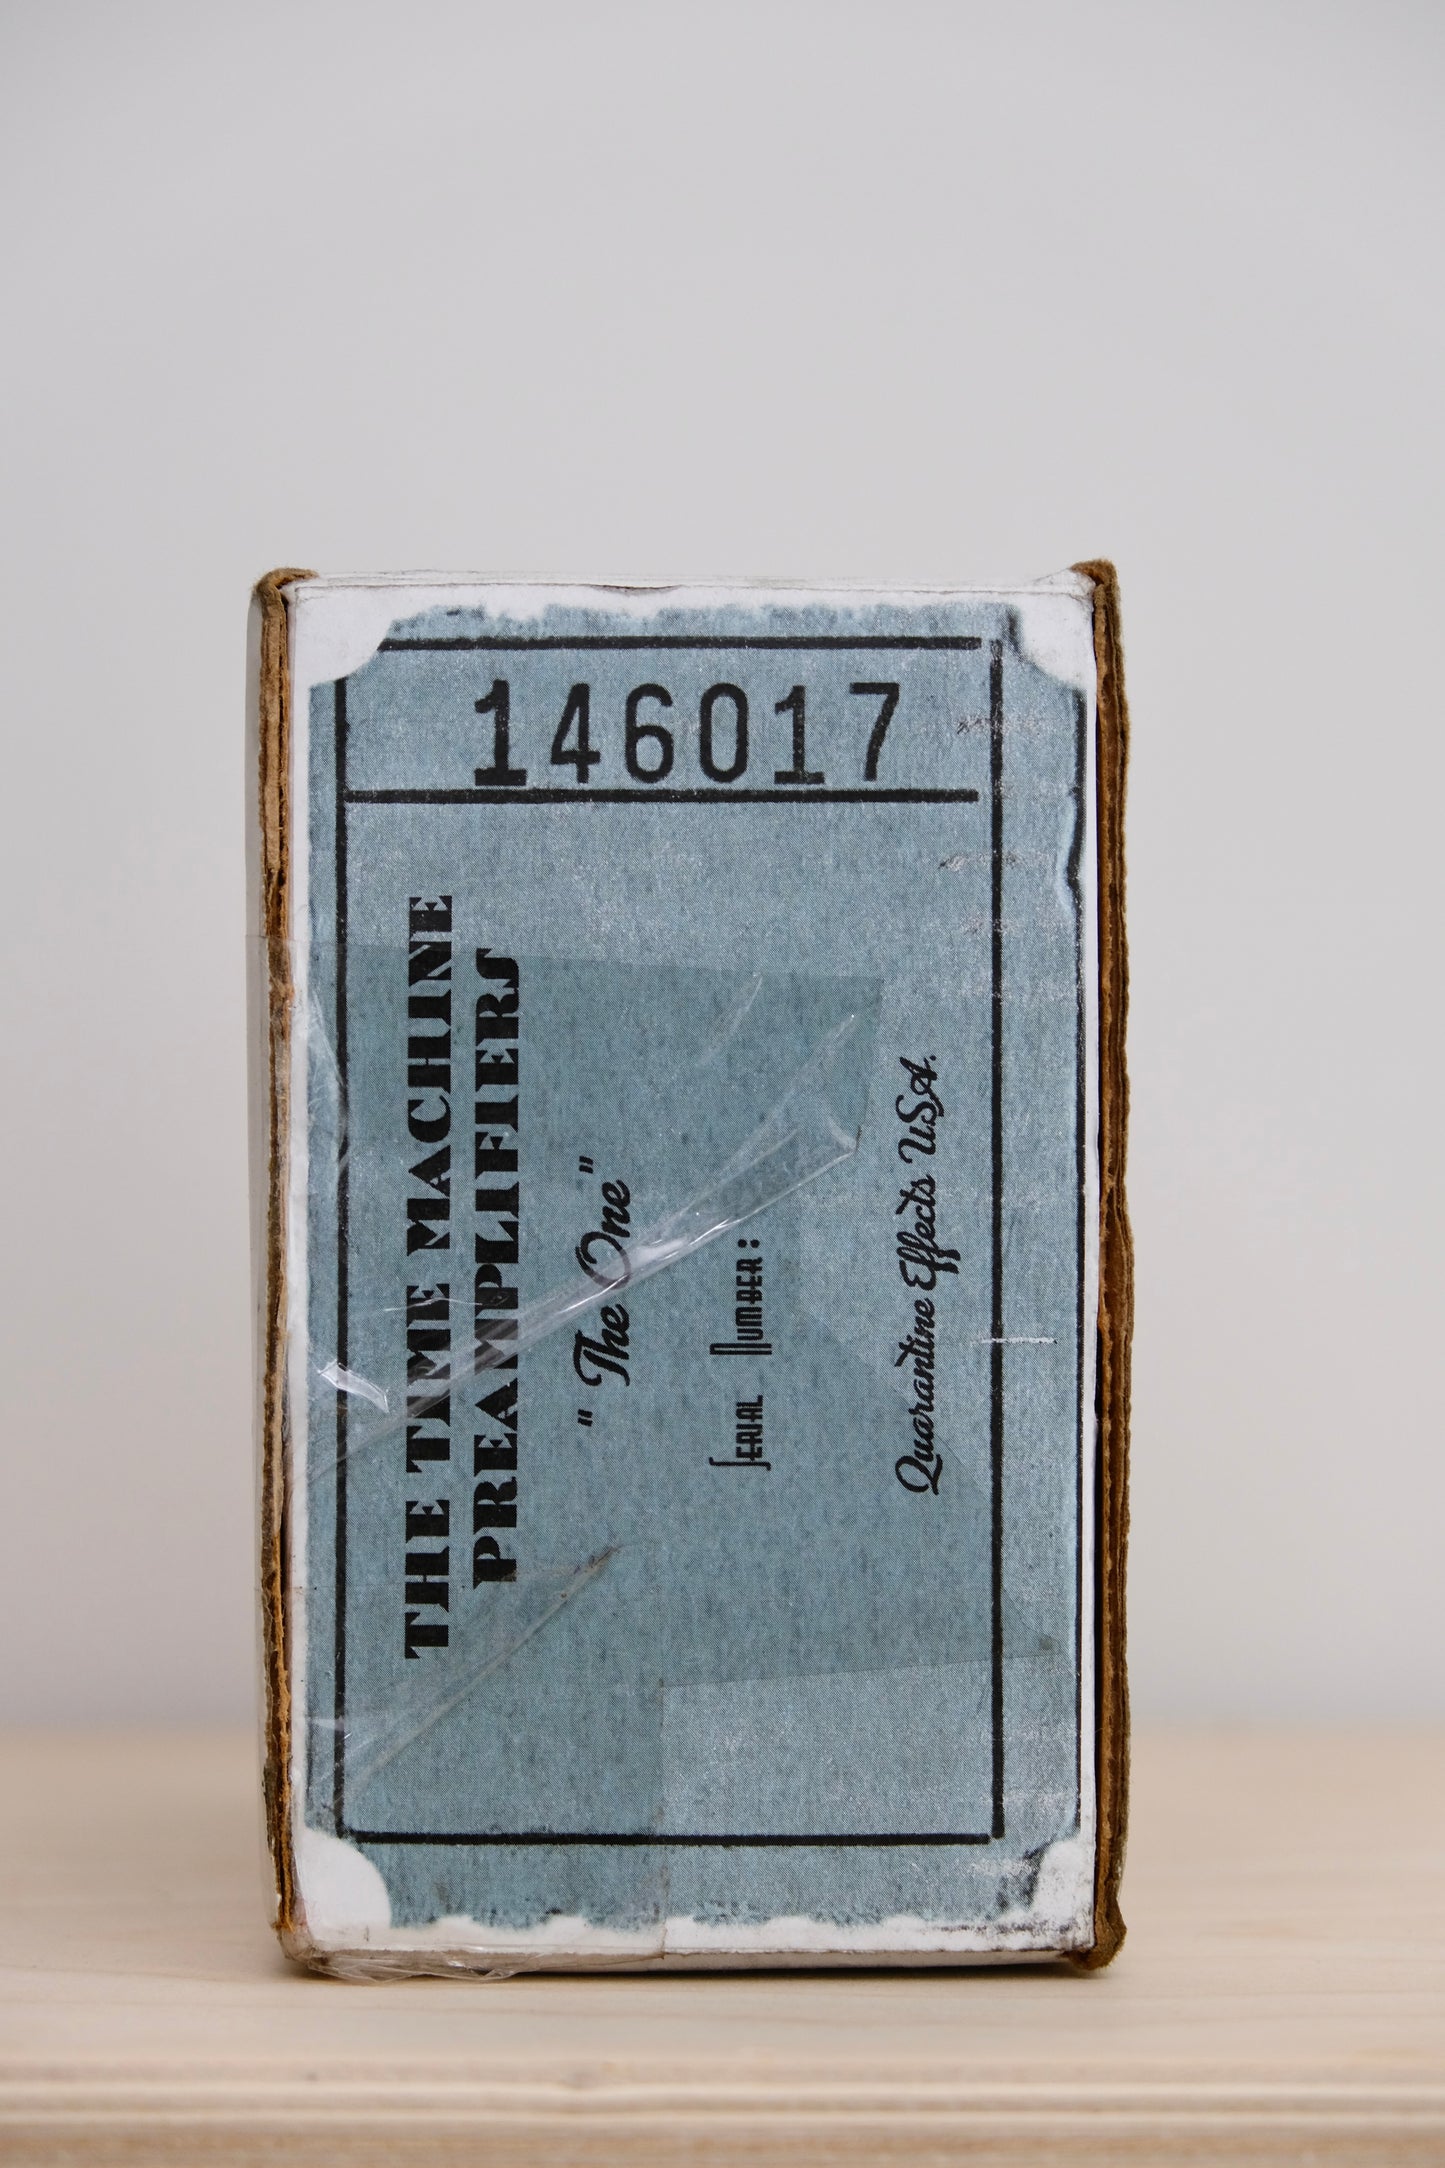 146017
THE TIME MACHINE
PREAMPLIFIERS
"The One"
SERIAL NUMBER:
Quarantine Effects U.S.A.